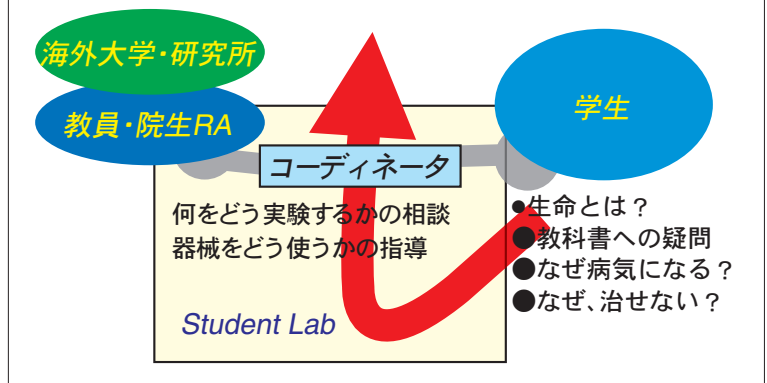 海外大学・研究所
教員・院生RA
学生
コーディネータ
何をどう実験するかの相談
器械をどう使うかの指導
Student Lab
●生命とは？
●教科書への疑問
●なぜ病気になる？
●なぜ、治せない？